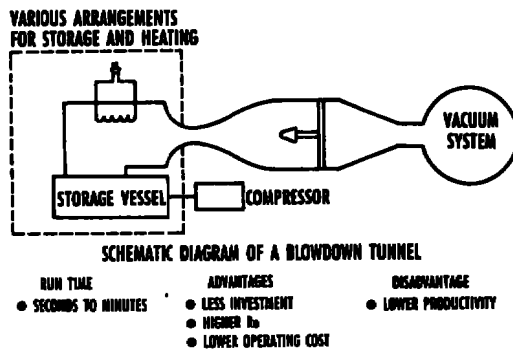 VARIOUS ARRANGEMENTS
FOR STORAGE AND HEATING
VACUUM
SYSTEM
STORAGE VESSEL
COMPRESSOR
SCHEMATIC DIAGRAM OF A BLOWDOWN TUNNEL
RUN TIME
● SECONDS TO MINUTES
ADVANTAGES
● LESS INVESTMENT
● HIGHER
● LOWER OPERATING COST
DISADVANTAGE
● LOWER PRODUCTIVITY